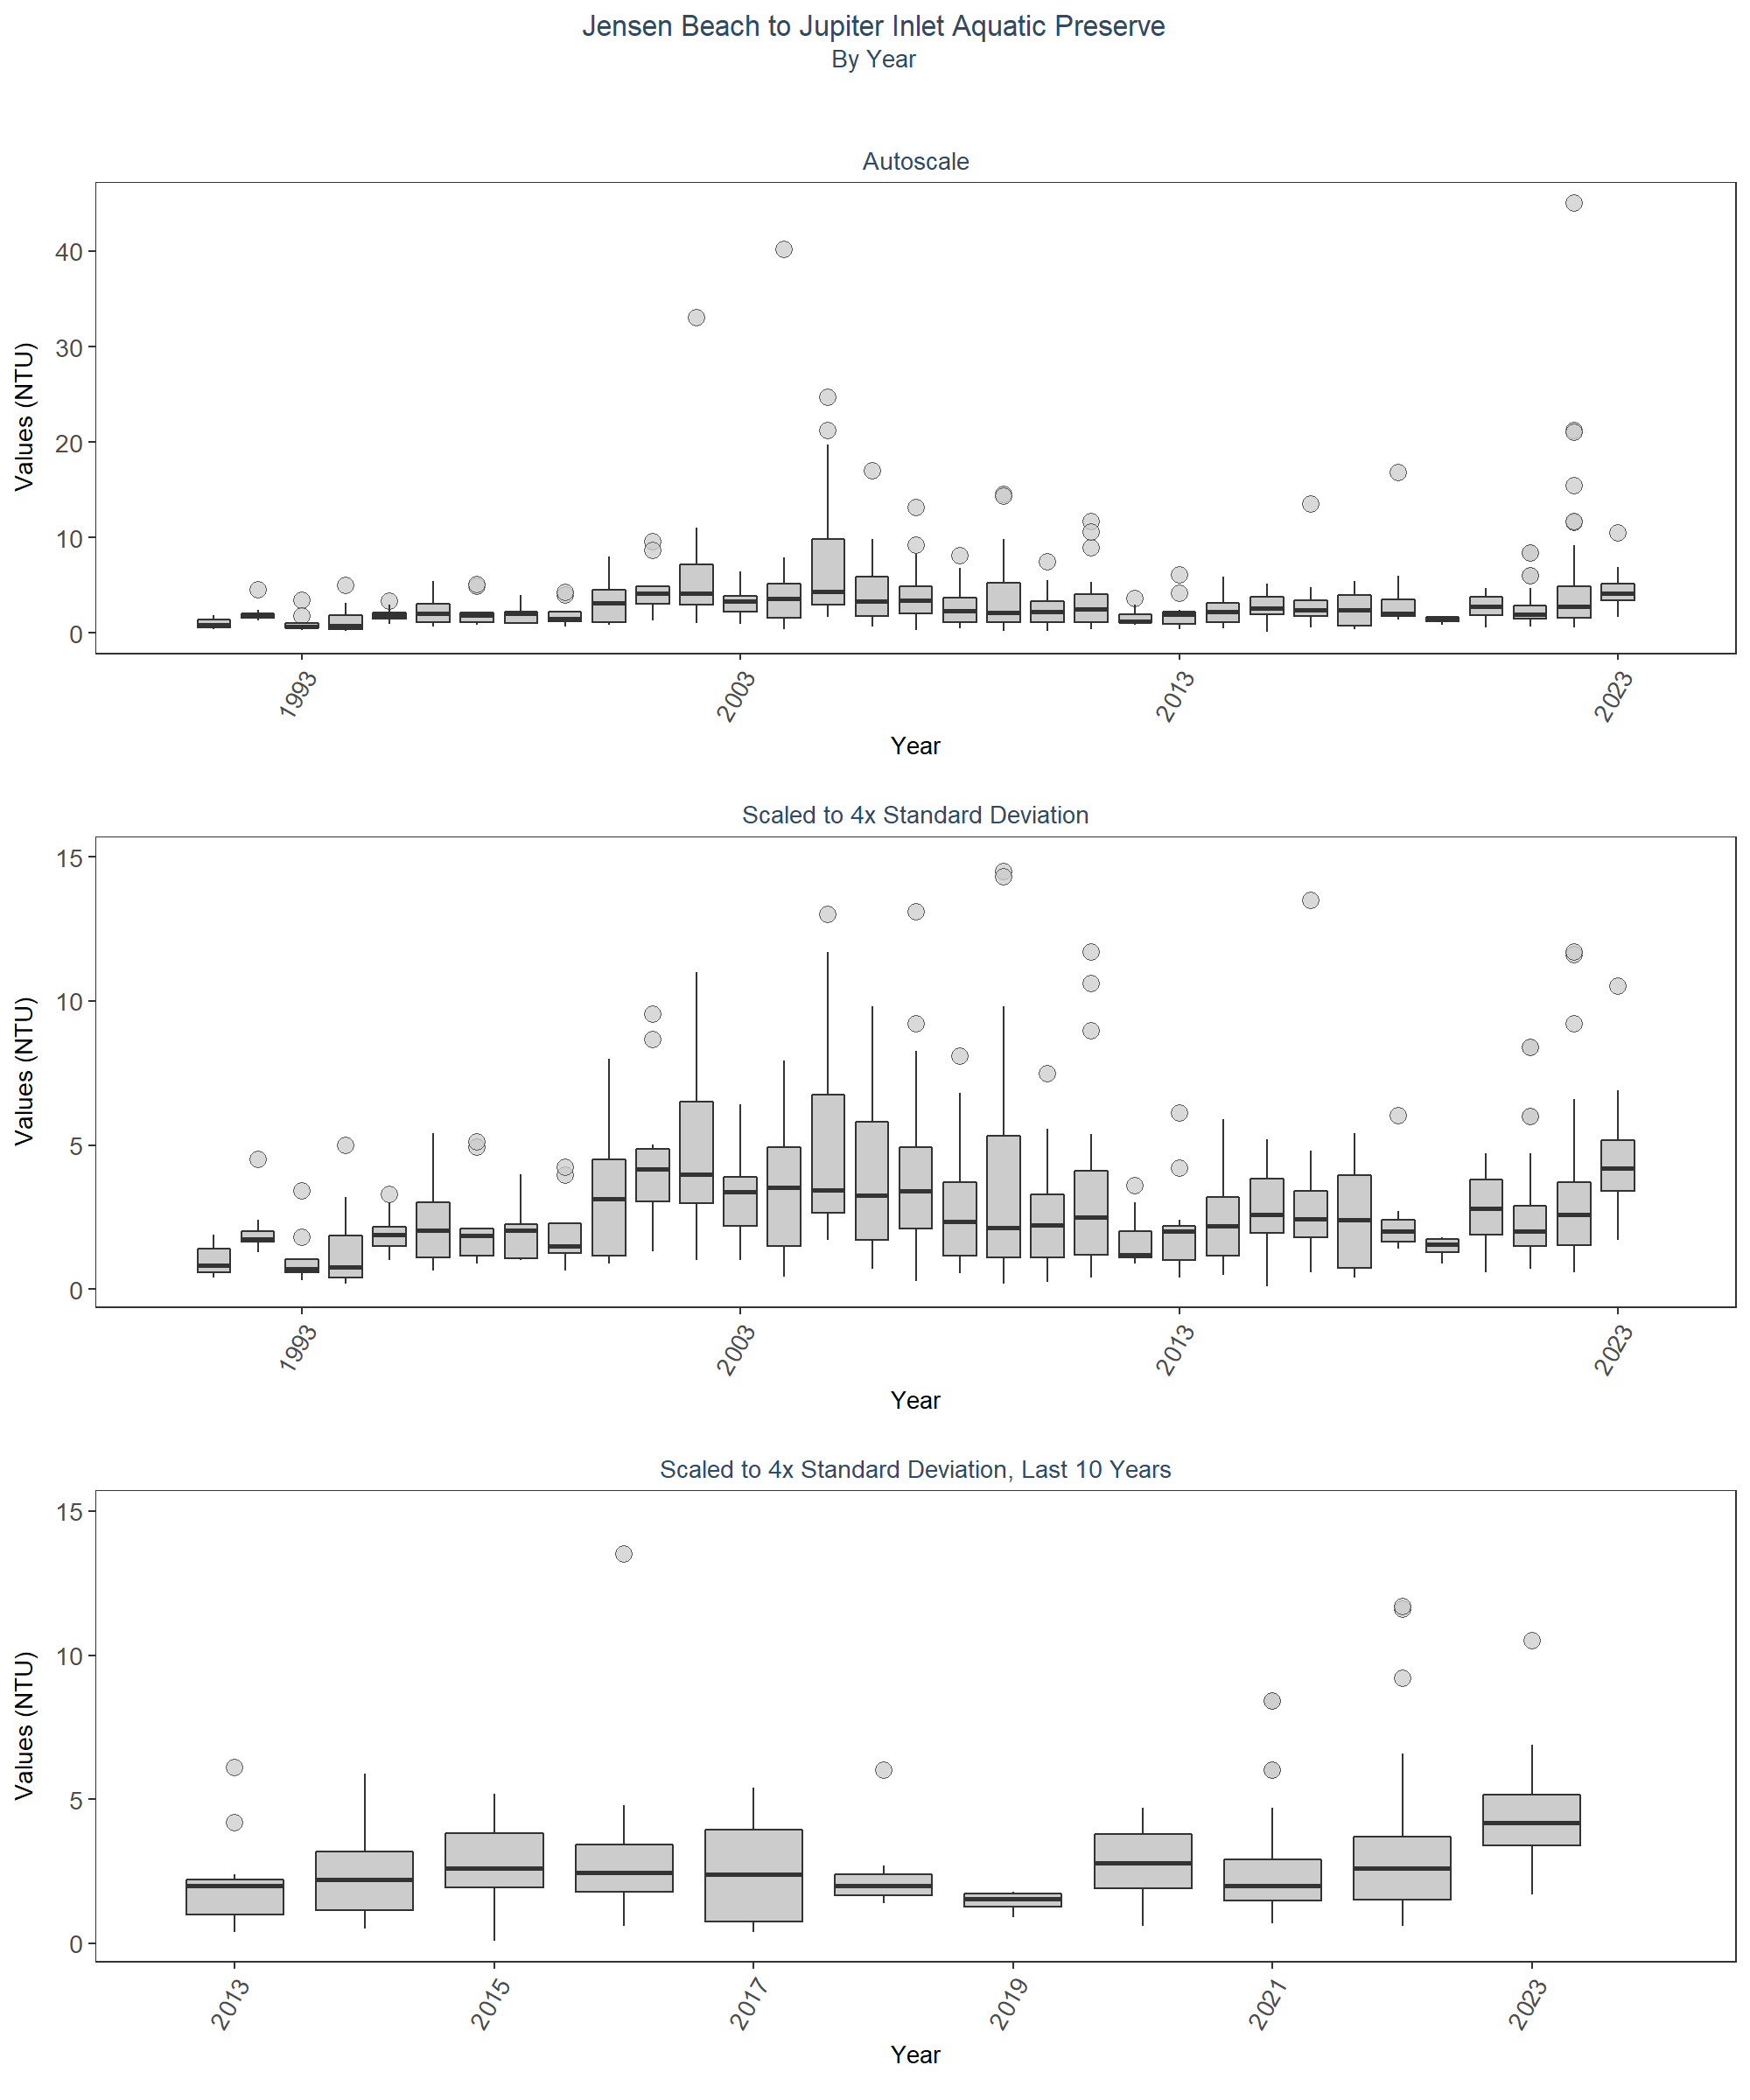 Jensen Beach to Jupiter Inlet Aquatic Preserve
By Year
Autoscale
Values (NTU)
40
30
20
10
0
1993
2003
2013
2023
Year
Scaled to 4x Standard Deviation
Values (NTU)
15
10
5
0
1993
2003
2013
2023
Year
Scaled to 4x Standard Deviation, Last 10 Years
Values (NTU)
15
10
5
0
2013
2015
2017
2019
2021
2023
Year